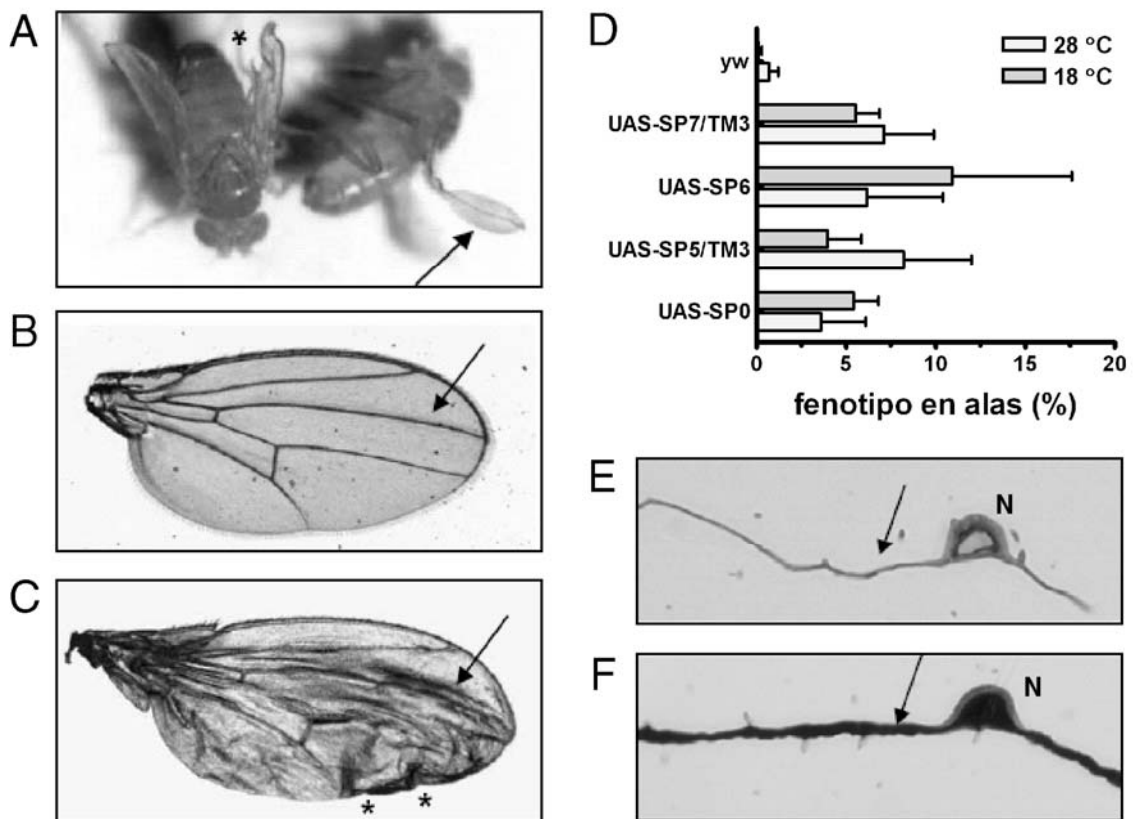 A
*
B
C
* *
D
28 °C
18 °C
yw
UAS-SP7/TM3
UAS-SP6
UAS-SP5/TM3
UAS-SP0
0 5 10 15 20
fenotipo en alas (%)
E
N
F
N